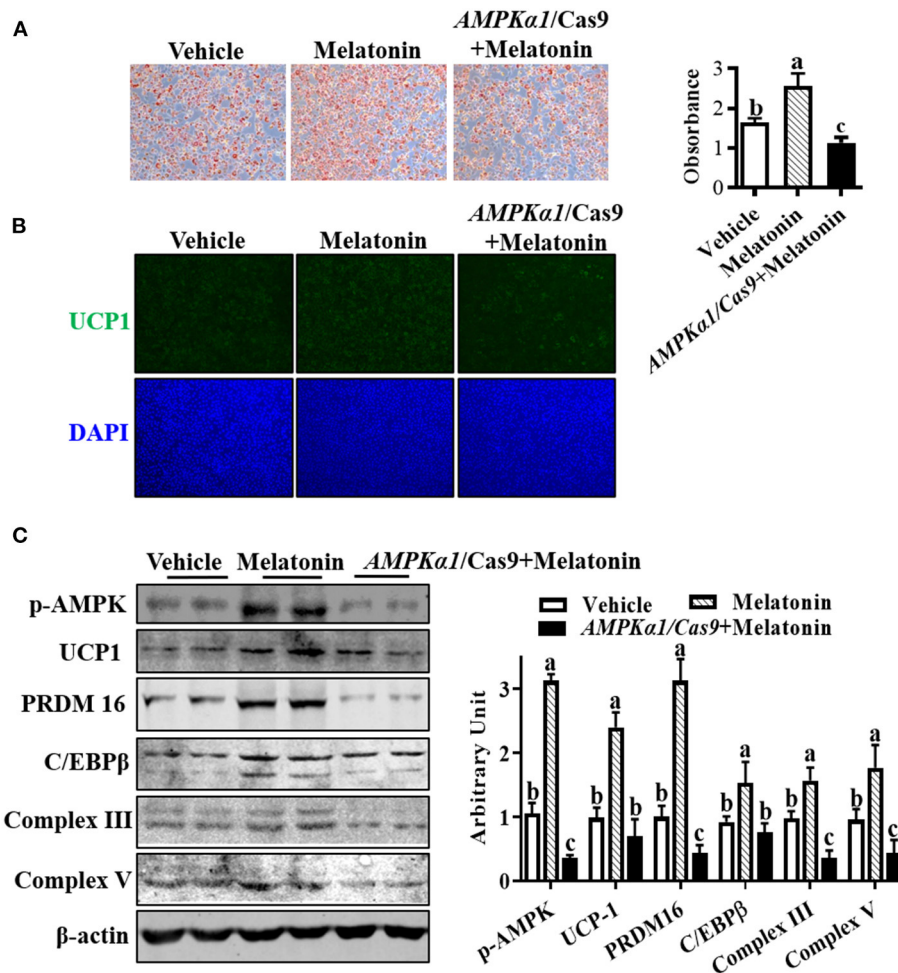 A
Vehicle
Melatonin
AMPKα1/Cas9
+Melatonin
Obsorbance
3
2
1
0
b
a
c
Vehicle
Melatonin
AMPKα1/Cas9+Melatonin
B
Vehicle
Melatonin
AMPKα1/Cas9
+Melatonin
UCP1
DAPI
C
Vehicle Melatonin AMPKα1/Cas9+Melatonin
p-AMPK
UCP1
PRDM 16
C/EBPβ
Complex III
Complex V
β-actin
Vehicle Melatonin
AMPKα1/Cas9+Melatonin
Arbitrary Unit
3
2
1
0
b a c b a b b a c b a b b a c b a c
p-AMPK
UCP-1
PRDM16
C/EBPβ
Complex III
Complex V